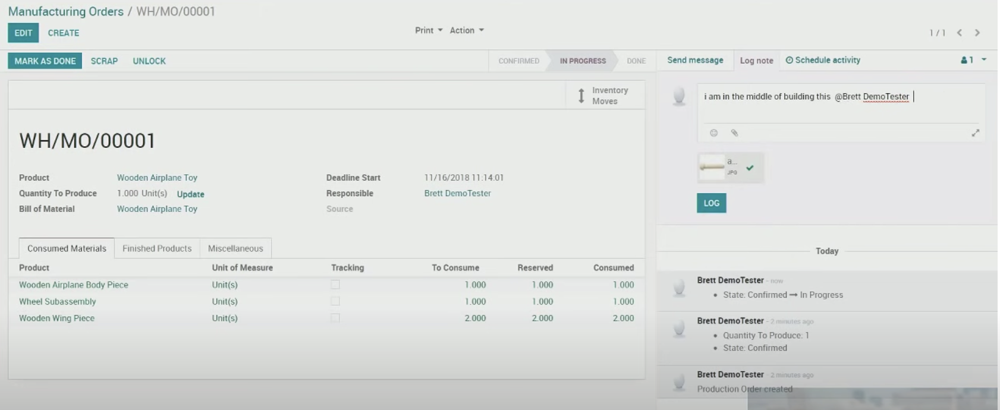 Manufacturing Orders / WH/MO/00001
EDIT CREATE
Print Action
1 / 1
MARK AS DONE SCRAP UNLOCK
CONFIRMED IN PROGRESS DONE
Send message Log note Schedule activity 1
Inventory
Moves
i am in the middle of building this @Brett DemoTester
a...
JPG
LOG
WH/MO/00001
Product Wooden Airplane Toy
Quantity To Produce 1.000 Unit(s) Update
Bill of Material Wooden Airplane Toy
Deadline Start 11/16/2018 11:14:01
Responsible Brett DemoTester
Source
Consumed Materials Finished Products Miscellaneous
Product Unit of Measure Tracking To Consume Reserved Consumed
Wooden Airplane Body Piece Unit(s) 1.000 1.000 1.000
Wheel Subassembly Unit(s) 1.000 1.000 1.000
Wooden Wing Piece Unit(s) 2.000 2.000 2.000
Today
Brett DemoTester - now
• State: Confirmed → In Progress
Brett DemoTester - 2 minutes ago
• Quantity To Produce: 1
• State: Confirmed
Brett DemoTester - 2 minutes ago
Production Order created